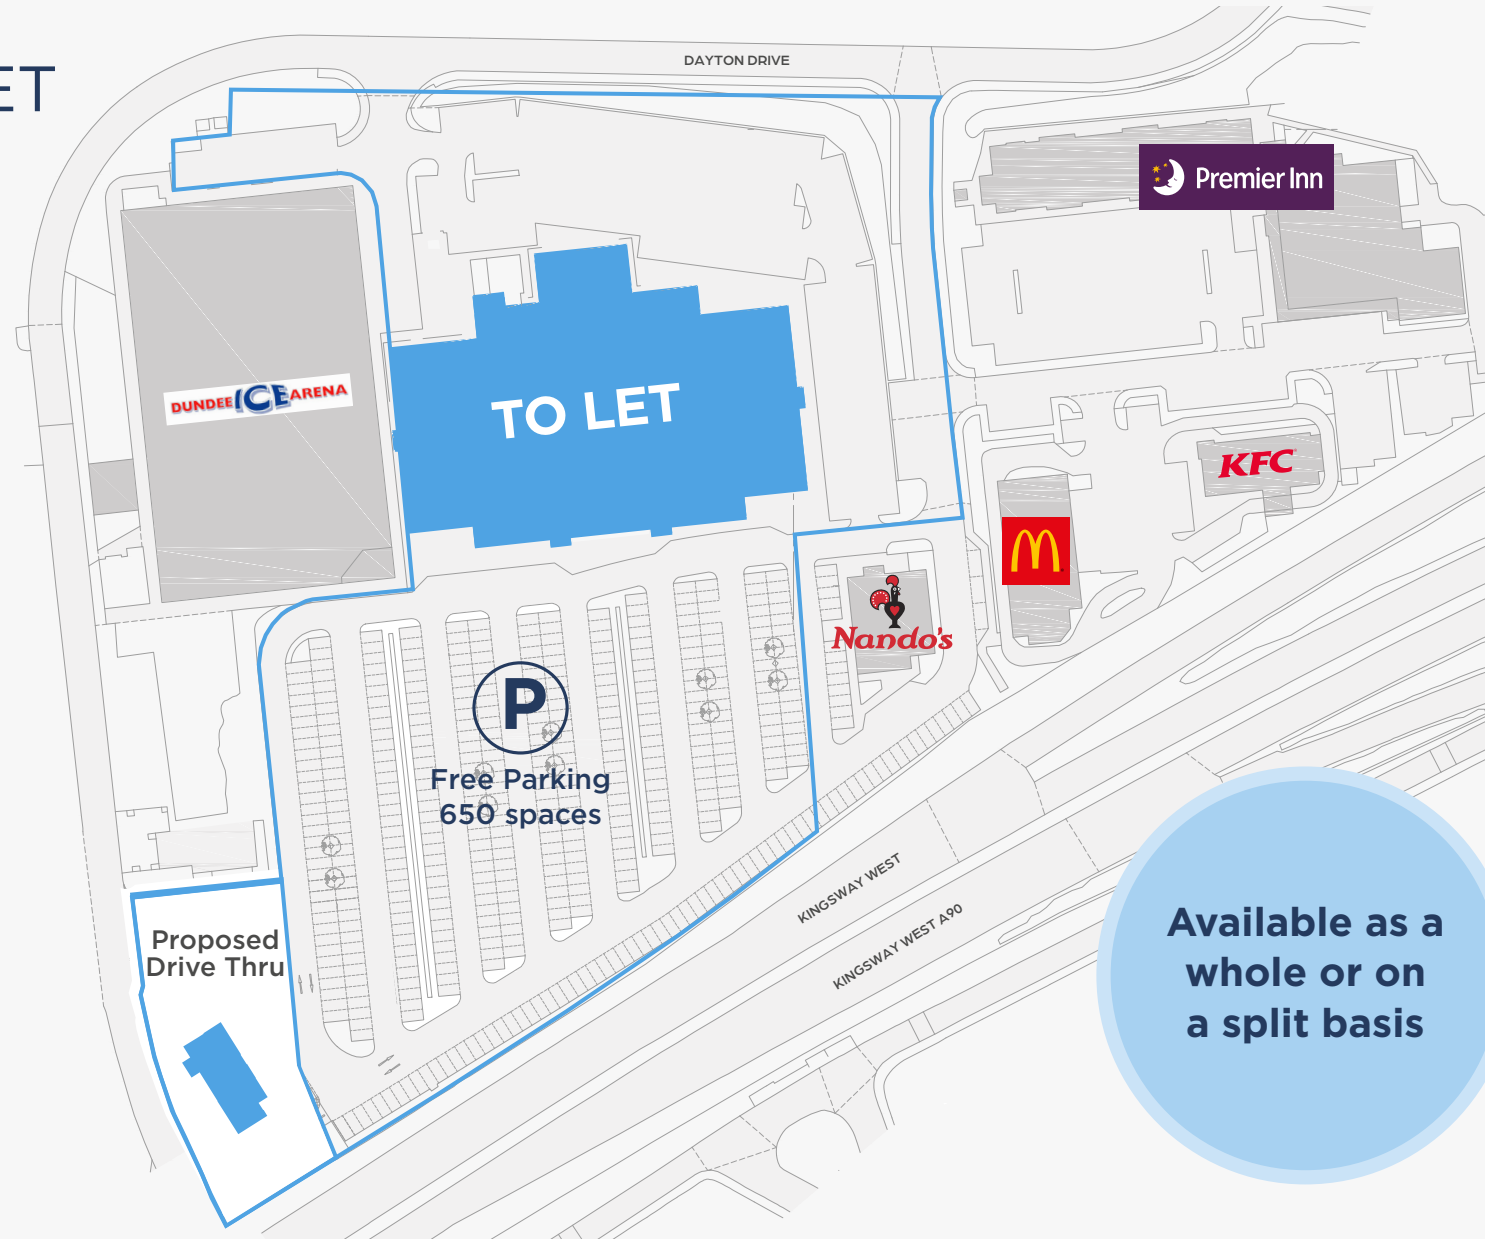 ET
DAYTON DRIVE
Premier Inn
DUNDEE ICE ARENA
TO LET
KFC
M
Nando's
P
Free Parking
650 spaces
KINGSWAY WEST
KINGSWAY WEST A90
Proposed
Drive Thru
Available as a
whole or on
a split basis